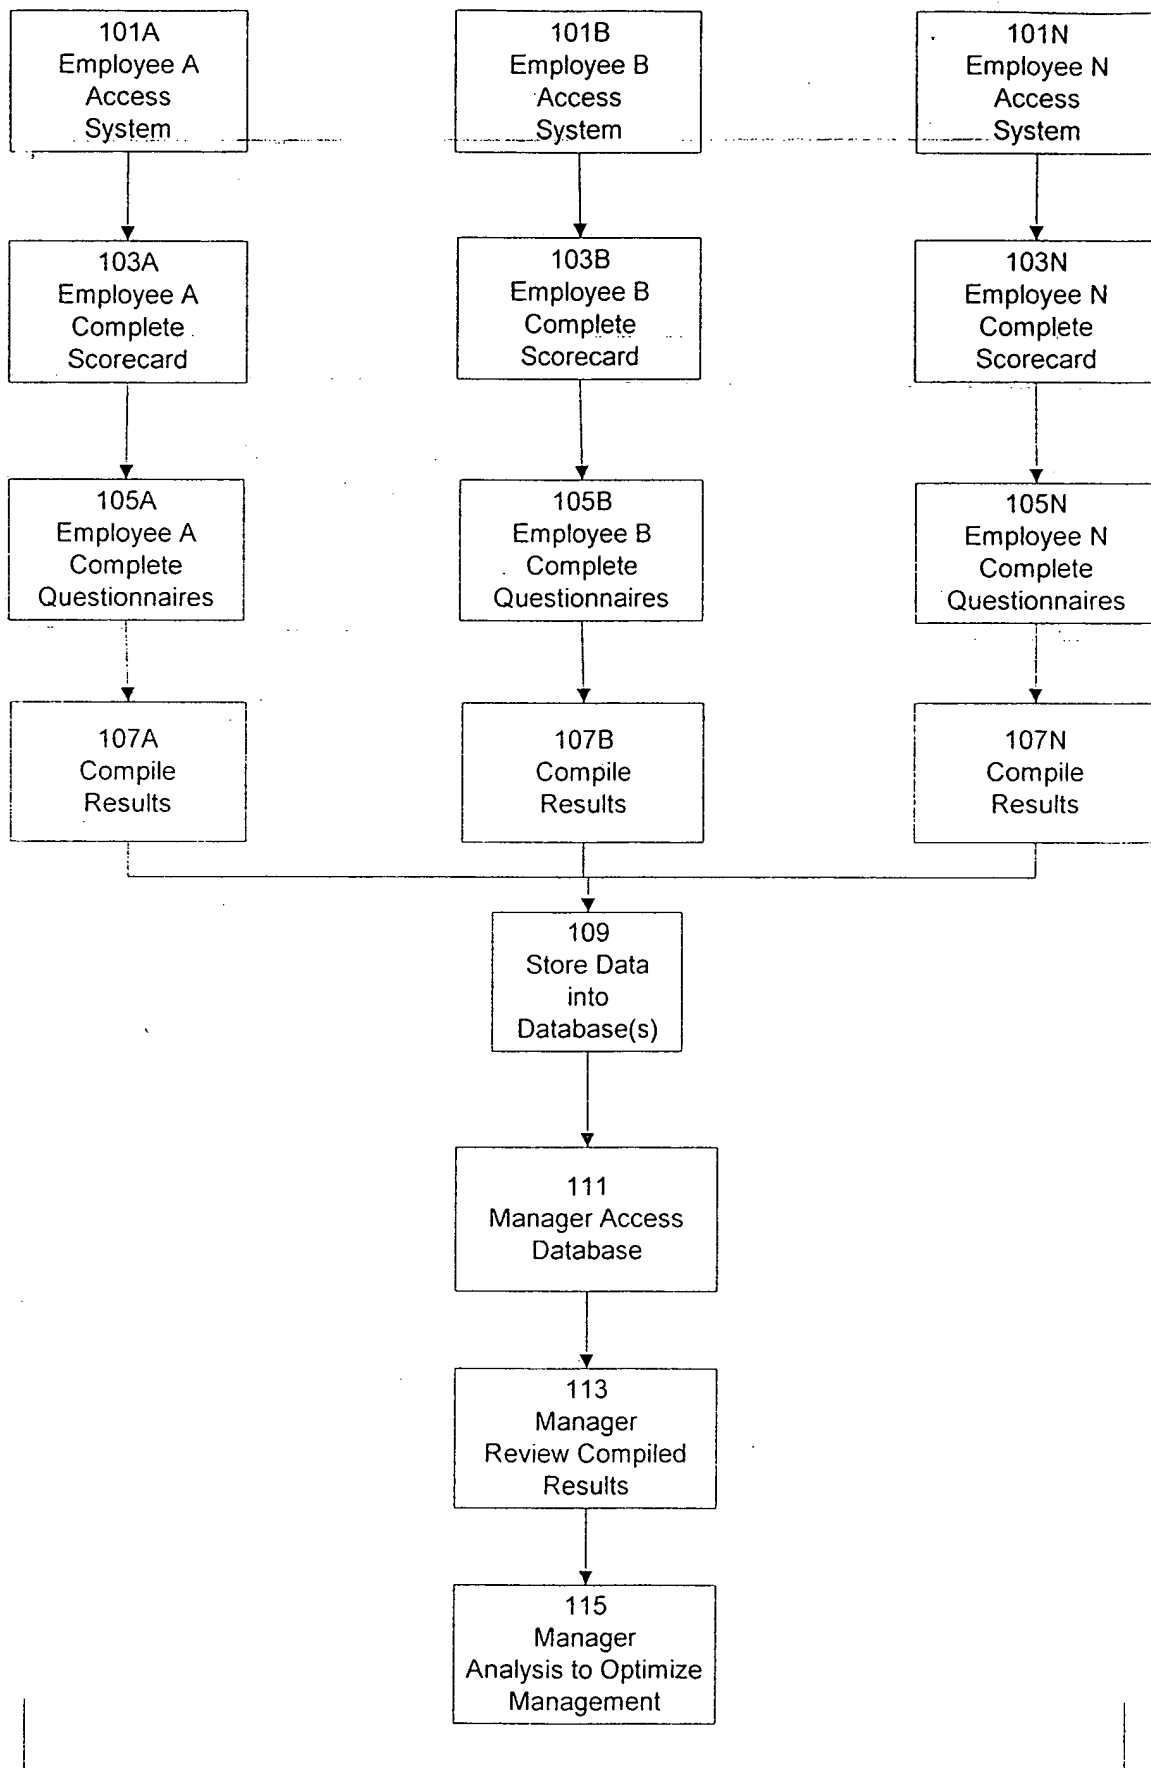 101A
Employee A
Access
System
101B
Employee B
Access
System
101N
Employee N
Access
System
103A
Employee A
Complete
Scorecard
103B
Employee B
Complete
Scorecard
103N
Employee N
Complete
Scorecard
105A
Employee A
Complete
Questionnaires
105B
Employee B
Complete
Questionnaires
105N
Employee N
Complete
Questionnaires
107A
Compile
Results
107B
Compile
Results
107N
Compile
Results
109
Store Data
into
Database(s)
111
Manager Access
Database
113
Manager
Review Compiled
Results
115
Manager
Analysis to Optimize
Management